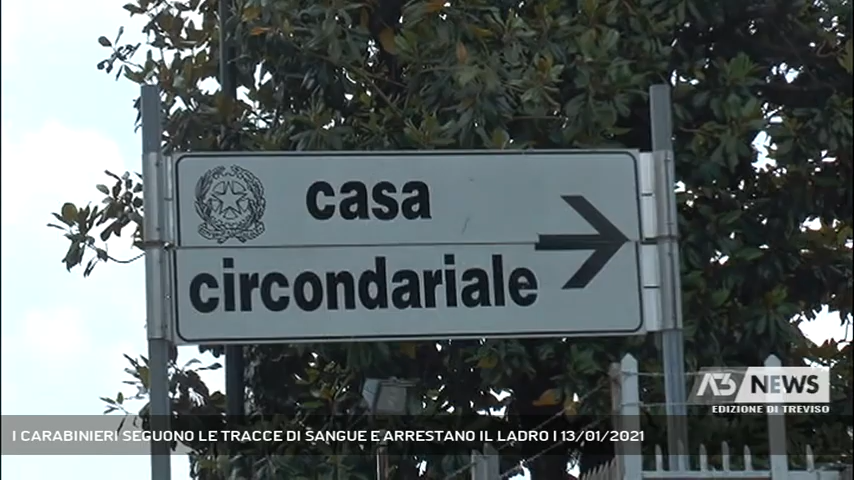 casa
circondariale
A3 NEWS
EDIZIONE DI TREVISO
I CARABINIERI SEGUONO LE TRACCE DI SANGUE E ARRESTANO IL LADRO | 13/01/2021